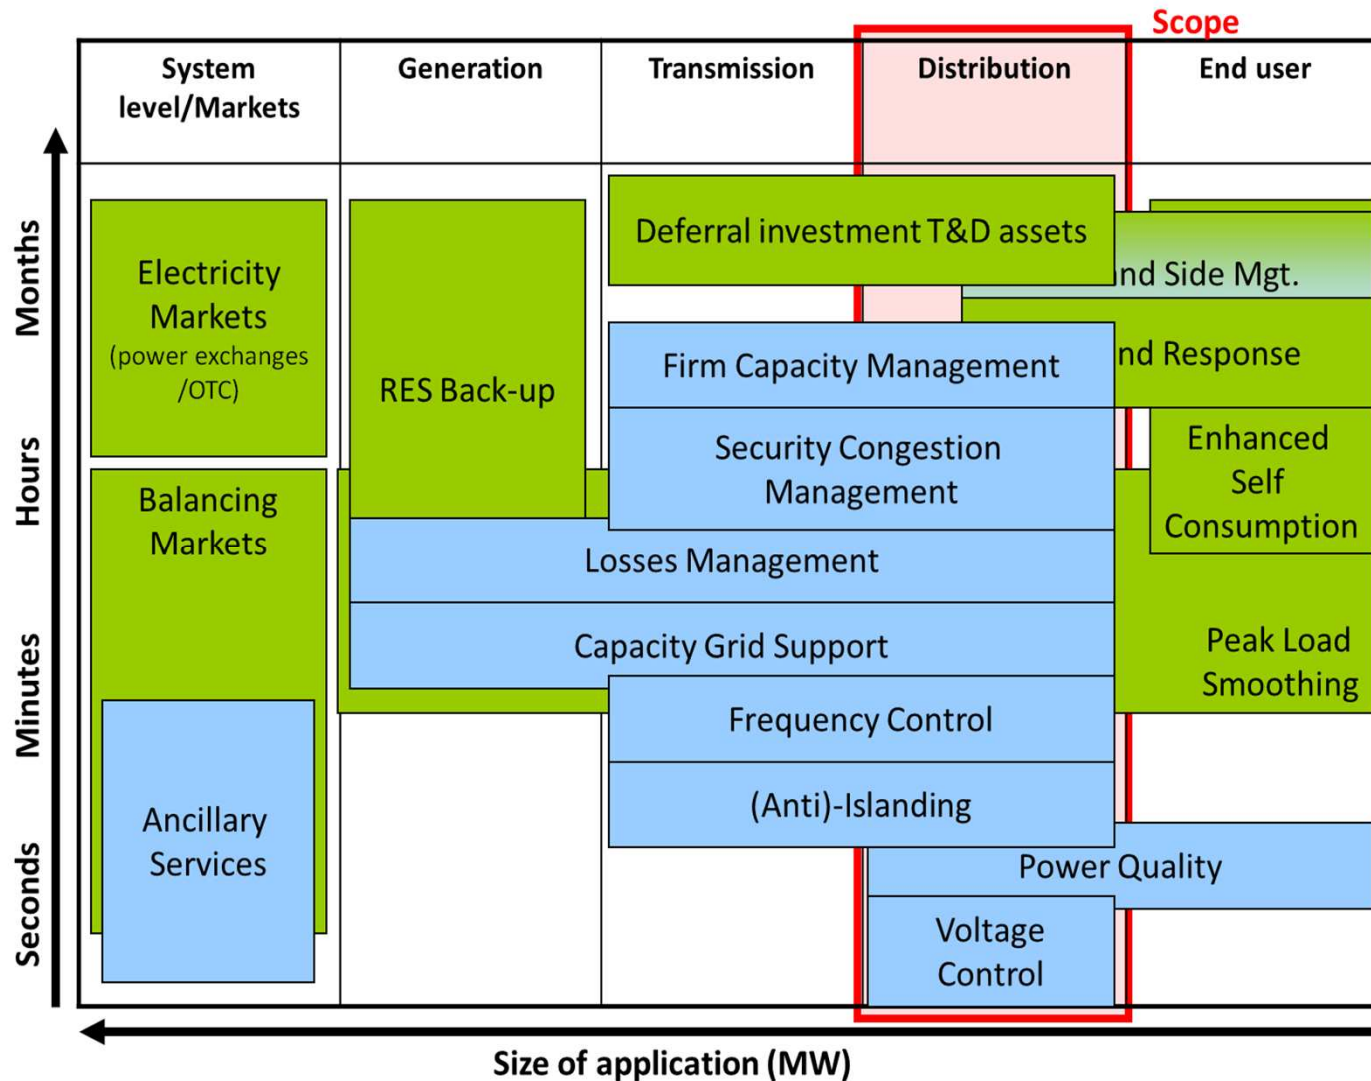 Scope
System
level/Markets
Generation
Transmission
Distribution
End user
Months
Hours
Minutes
Seconds
Electricity
Markets
(power exchanges
/OTC)
Balancing
Markets
Ancillary
Services
RES Back-up
Deferral investment T&D assets
nd Side Mgt.
Firm Capacity Management
nd Response
Security Congestion
Management
Enhanced
Self
Consumption
Losses Management
Capacity Grid Support
Peak Load
Smoothing
Frequency Control
(Anti)-Islanding
Power Quality
Voltage
Control
Size of application (MW)